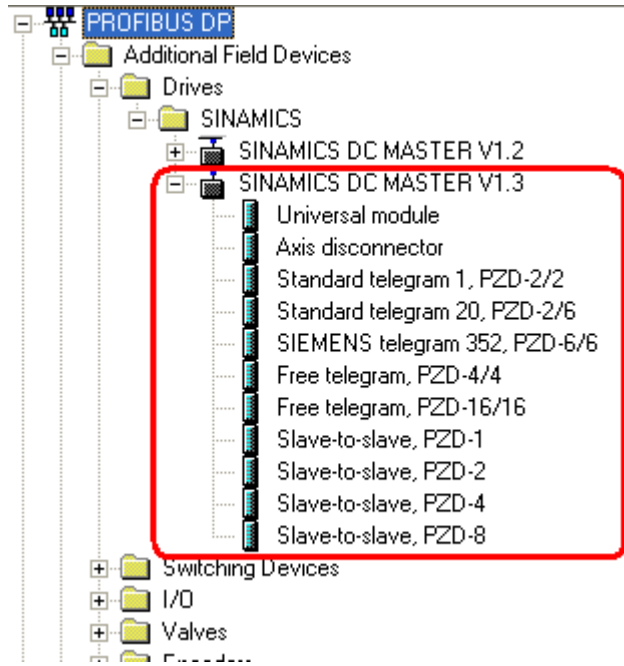 PROFIBUS DP
Additional Field Devices
Drives
SINAMICS
SINAMICS DC MASTER V1.2
SINAMICS DC MASTER V1.3
Universal module
Axis disconnector
Standard telegram 1, PZD-2/2
Standard telegram 20, PZD-2/6
SIEMENS telegram 352, PZD-6/6
Free telegram, PZD-4/4
Free telegram, PZD-16/16
Slave-to-slave, PZD-1
Slave-to-slave, PZD-2
Slave-to-slave, PZD-4
Slave-to-slave, PZD-8
Switching Devices
I/O
Valves